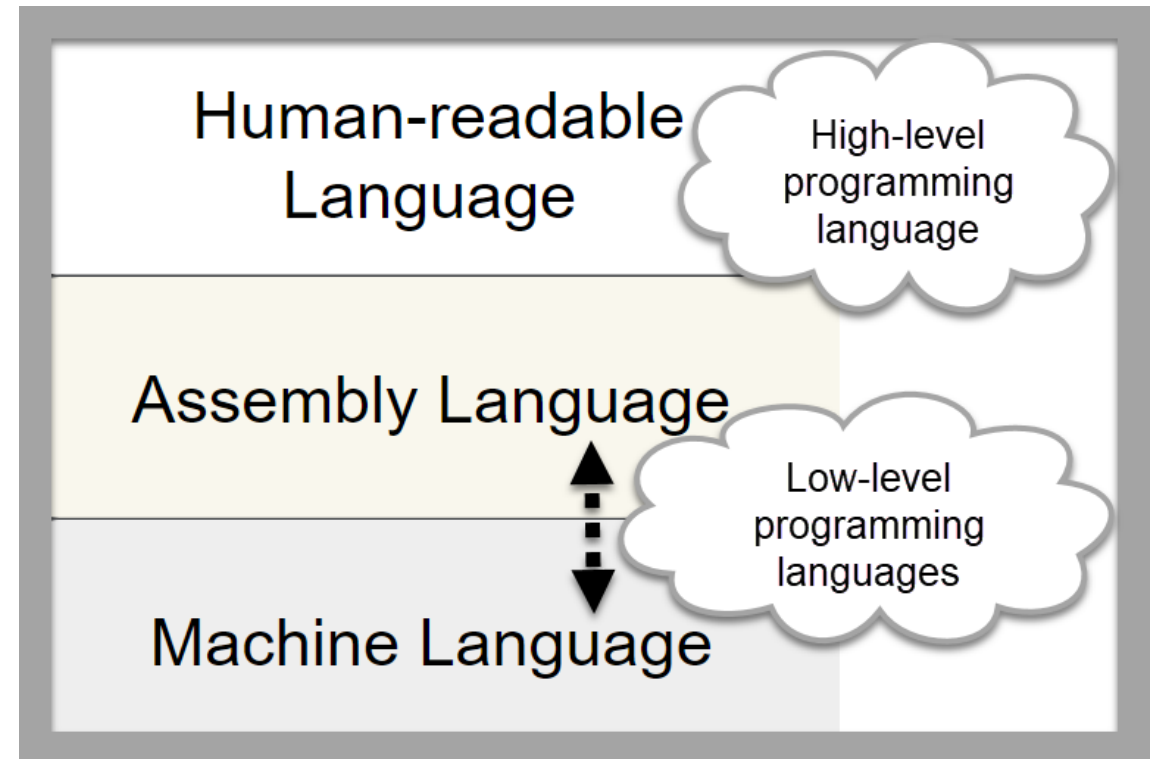 Human-readable
Language
High-level
programming
language
Assembly Language
Low-level
programming
languages
Machine Language